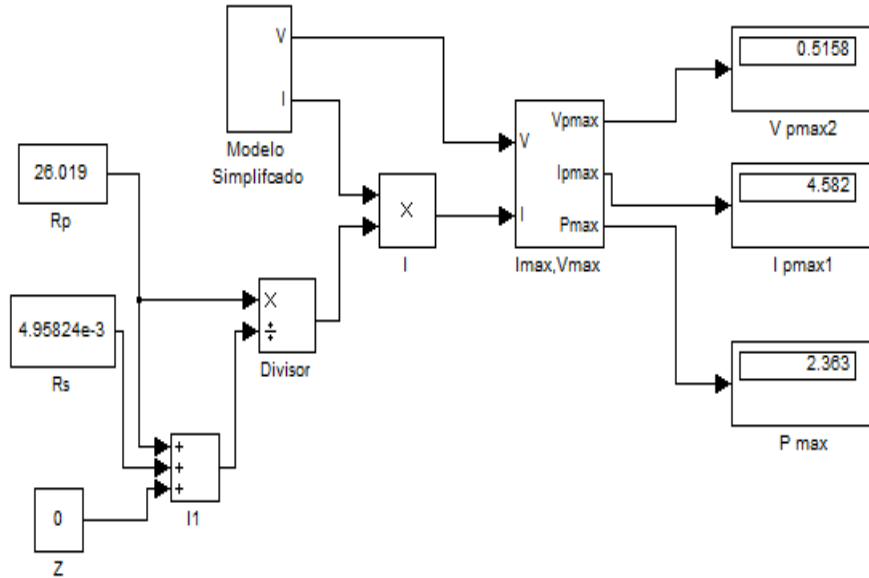 V
I
Modelo
Simplifcado
26.019
Rp
4.95824e-3
Rs
0
Z
+
+
+
I1
×
÷
Divisor
×
I
V
I
Vpmax
Ipmax
Pmax
Imax,Vmax
0.5158
V pmax2
4.582
I pmax1
2.363
P max